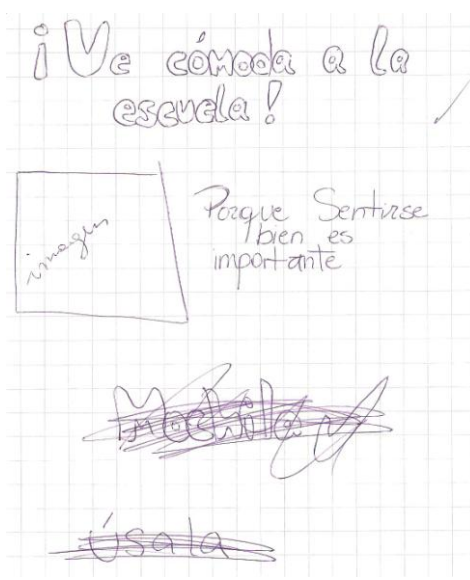 ¡Ve cómoda a la
escuela!
imagen
Porque Sentirse
bien es
importante
Mochila
Úsala